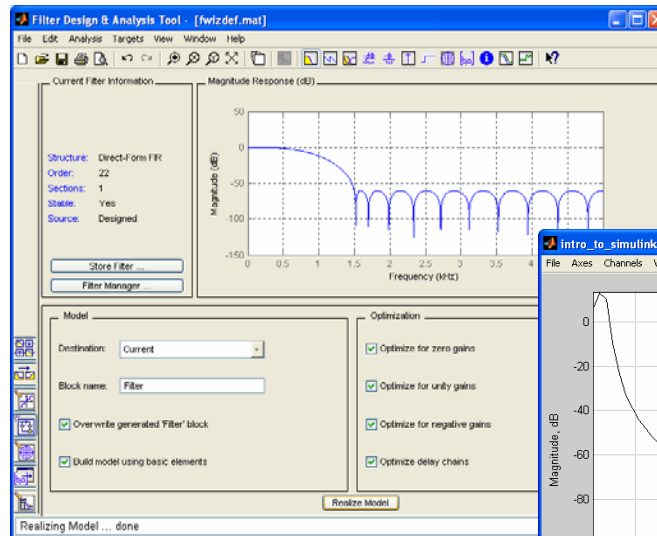 Filter Design & Analysis Tool - [fwizdef.mat]
File Edit Analysis Targets View Window Help
Current Filter Information
Structure: Direct-Form FIR
Order: 22
Sections: 1
Stable: Yes
Source: Designed
Store Filter ...
Filter Manager ...
Magnitude Response (dB)
50
0
-50
-100
-150
Magnitude (dB)
0 0.5 1 1.5 2 2.5 3 3.5 4
Frequency (kHz)
Model
Destination: Current
Block name: Filter
Overwrite generated 'Filter' block
Build model using basic elements
Optimization
Optimize for zero gains
Optimize for unity gains
Optimize for negative gains
Optimize delay chains
Realize Model
Realizing Model ... done
intro_to_simulink
File Axes Channels
0
-20
-40
-60
-80
Magnitude, dB